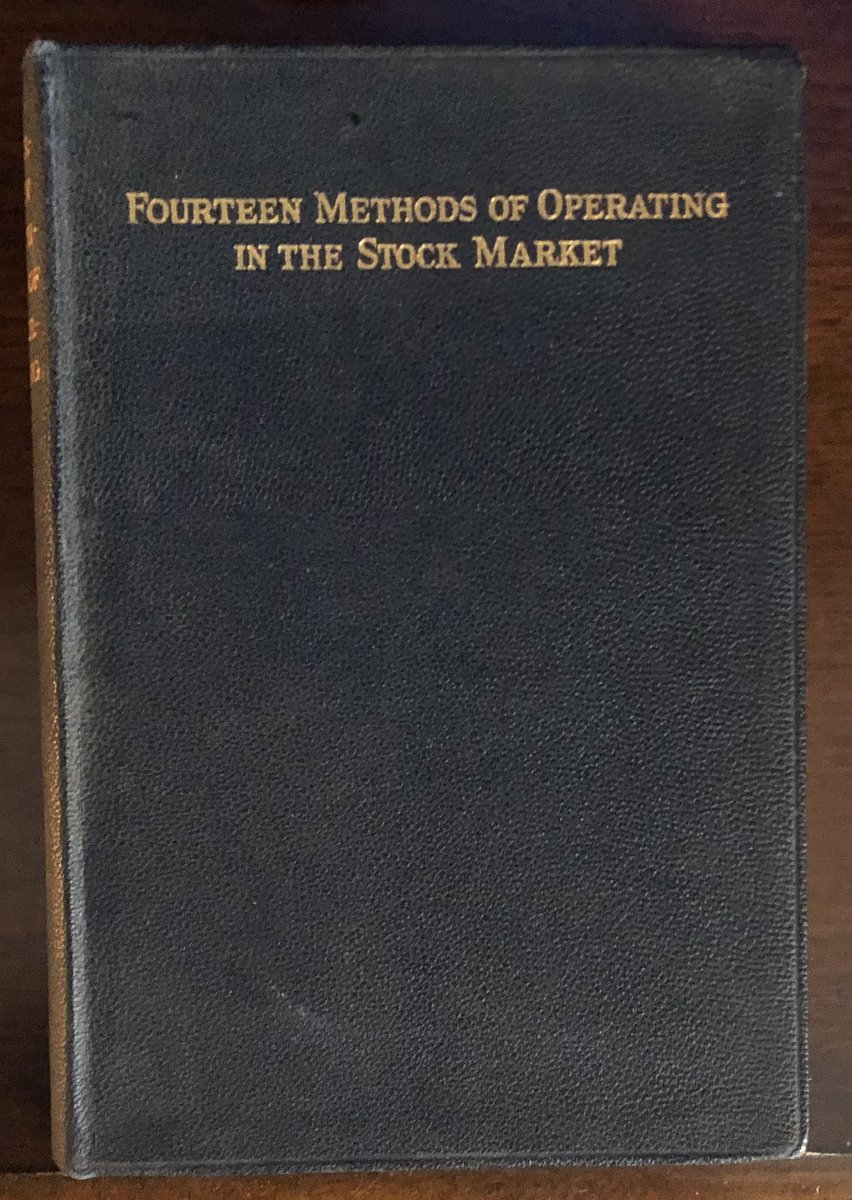 FOURTEEN METHODS OF OPERATING
IN THE STOCK MARKET